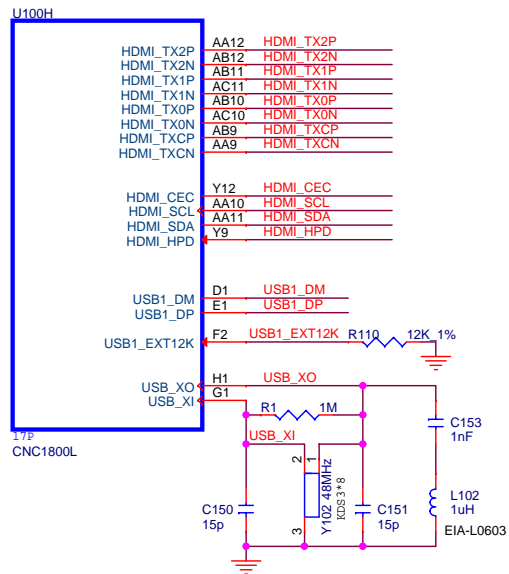 U100H
HDMI_TX2P AA12 HDMI_TX2P
HDMI_TX2N AB12 HDMI_TX2N
HDMI_TX1P AB11 HDMI_TX1P
HDMI_TX1N AC11 HDMI_TX1N
HDMI_TX0P AB10 HDMI_TX0P
HDMI_TX0N AC10 HDMI_TX0N
HDMI_TXCP AB9 HDMI_TXCP
HDMI_TXCN AA9 HDMI_TXCN
HDMI_CEC Y12 HDMI_CEC
HDMI_SCL AA10 HDMI_SCL
HDMI_SDA AA11 HDMI_SDA
HDMI_HPD Y9 HDMI_HPD
USB1_DM D1 USB1_DM
USB1_DP E1 USB1_DP
USB1_EXT12K F2 USB1_EXT12K R110 12K_1%
USB_XO H1 USB_XO
USB_XI G1
R1 1M
C153
1nF
USB_XI
17P
CNC1800L
2 1
Y102 48MHz
KDS 3*8
3
C150
15p
C151
15p
L102
1uH
EIA-L0603